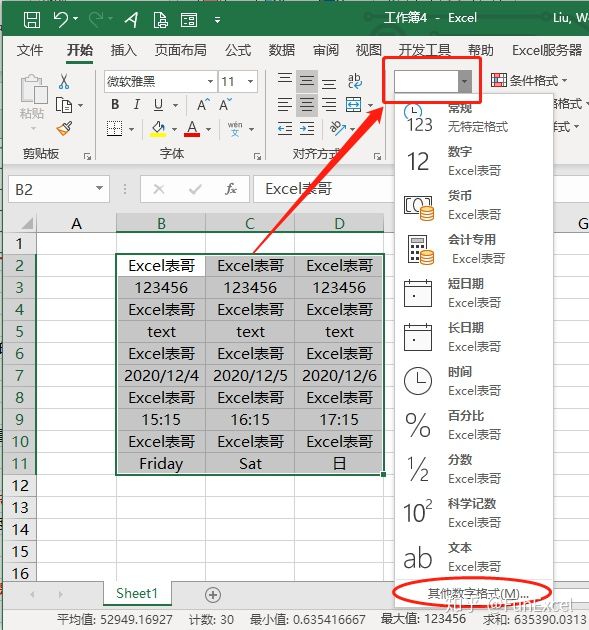 工作簿4 - Excel
Liu, We
文件 开始 插入 页面布局 公式 数据 审阅 视图 开发工具 帮助 Excel服务器
粘贴
微软雅黑 11
B I U A A
A wén 文
ab
条件格式
剪贴板 字体 对齐方式
B2
fx
Excel表哥
A B C D G
1
2 Excel表哥 Excel表哥 Excel表哥
3 123456 123456 123456
4 Excel表哥 Excel表哥 Excel表哥
5 text text text
6 Excel表哥 Excel表哥 Excel表哥
7 2020/12/4 2020/12/5 2020/12/6
8 Excel表哥 Excel表哥 Excel表哥
9 15:15 16:15 17:15
10 Excel表哥 Excel表哥 Excel表哥
11 Friday Sat 日
12
13
14
15
16
123 常规
无特定格式
12 数字
Excel表哥
货币
Excel表哥
会计专用
Excel表哥
短日期
Excel表哥
长日期
Excel表哥
时间
Excel表哥
% 百分比
Excel表哥
½ 分数
Excel表哥
10² 科学记数
Excel表哥
ab 文本
Excel表哥
其他数字格式(M)...
Sheet1
知乎 @FunExcel
平均值: 52949.16927 计数: 30 最小值: 0.635416667 最大值: 123456 求和: 635390.0313